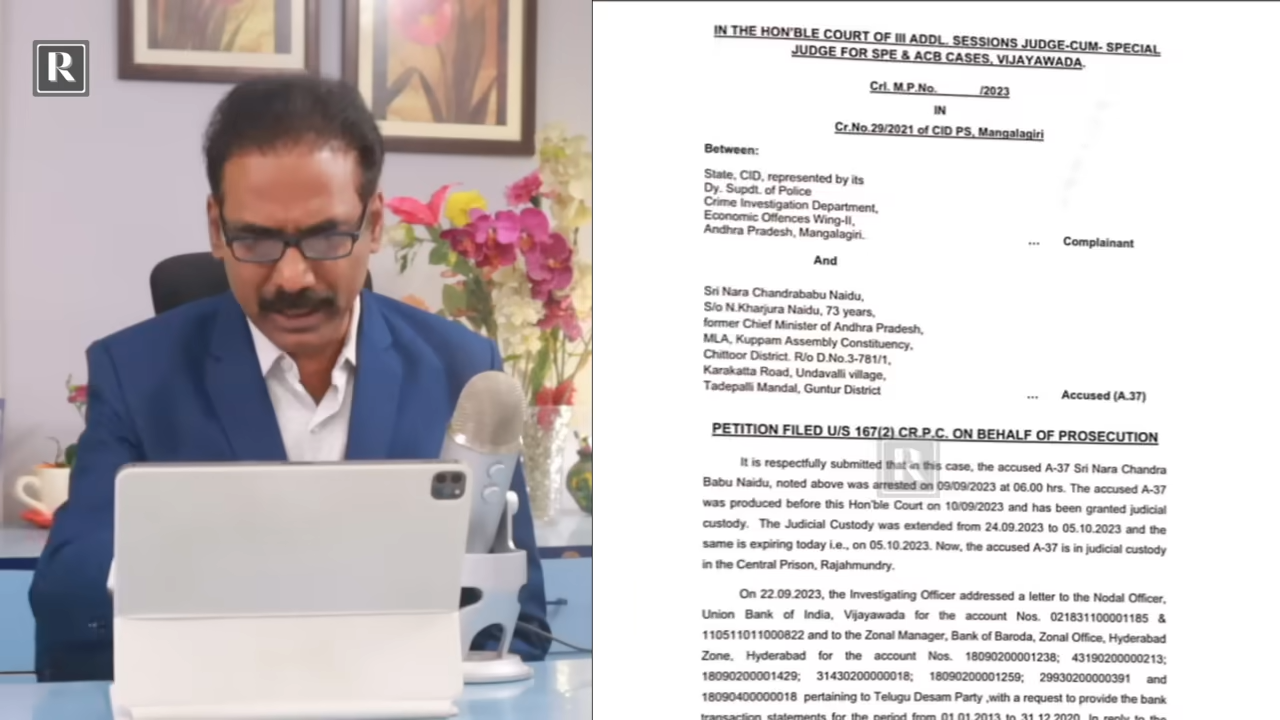 R
IN THE HON'BLE COURT OF III ADDL. SESSIONS JUDGE-CUM- SPECIAL
JUDGE FOR SPE & ACB CASES, VIJAYAWADA.
Crl. M.P.No.______/2023
IN
Cr.No.29/2021 of CID PS, Mangalagiri
Between:
State, CID, represented by its
Dy. Supdt. of Police
Crime Investigation Department,
Economic Offences Wing-II,
Andhra Pradesh, Mangalagiri.
... Complainant
And
Sri Nara Chandrababu Naidu,
S/o N.Kharjura Naidu, 73 years,
former Chief Minister of Andhra Pradesh,
MLA, Kuppam Assembly Constituency,
Chittoor District. R/o D.No.3-781/1,
Karakatta Road, Undavalli village,
Tadepalli Mandal, Guntur District
... Accused (A.37)
PETITION FILED U/S 167(2) CR.P.C. ON BEHALF OF PROSECUTION
It is respectfully submitted that in this case, the accused A-37 Sri Nara Chandra
Babu Naidu, noted above was arrested on 09/09/2023 at 06.00 hrs. The accused A-37
was produced before this Hon'ble Court on 10/09/2023 and has been granted judicial
custody. The Judicial Custody was extended from 24.09.2023 to 05.10.2023 and the
same is expiring today i.e., on 05.10.2023. Now, the accused A-37 is in judicial custody
in the Central Prison, Rajahmundry.
On 22.09.2023, the Investigating Officer addressed a letter to the Nodal Officer,
Union Bank of India, Vijayawada for the account Nos. 021831100001185 &
110511011000822 and to the Zonal Manager, Bank of Baroda, Zonal Office, Hyderabad
Zone, Hyderabad for the account Nos. 18090200001238; 43190200000213;
18090200001429; 31430200000018; 18090200001259; 29930200000391 and
18090400000018 pertaining to Telugu Desam Party ,with a request to provide the bank
transaction statements for the period from 01.01.2013 to 31.12.2020. In reply to the
R